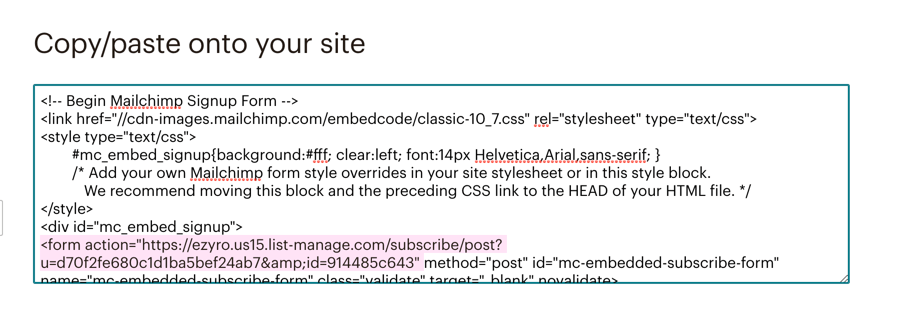 Copy/paste onto your site
<!-- Begin Mailchimp Signup Form -->
<link href="//cdn-images.mailchimp.com/embedcode/classic-10_7.css" rel="stylesheet" type="text/css">
<style type="text/css">
#mc_embed_signup{background:#fff; clear:left; font:14px Helvetica,Arial,sans-serif; }
/* Add your own Mailchimp form style overrides in your site stylesheet or in this style block.
We recommend moving this block and the preceding CSS link to the HEAD of your HTML file. */
</style>
<div id="mc_embed_signup">
<form action="https://ezyro.us15.list-manage.com/subscribe/post?
u=d70f2fe680c1d1ba5bef24ab7&amp;id=914485c643" method="post" id="mc-embedded-subscribe-form"
name="mc-embedded-subscribe-form" class="validate" target="_blank" novalidate>